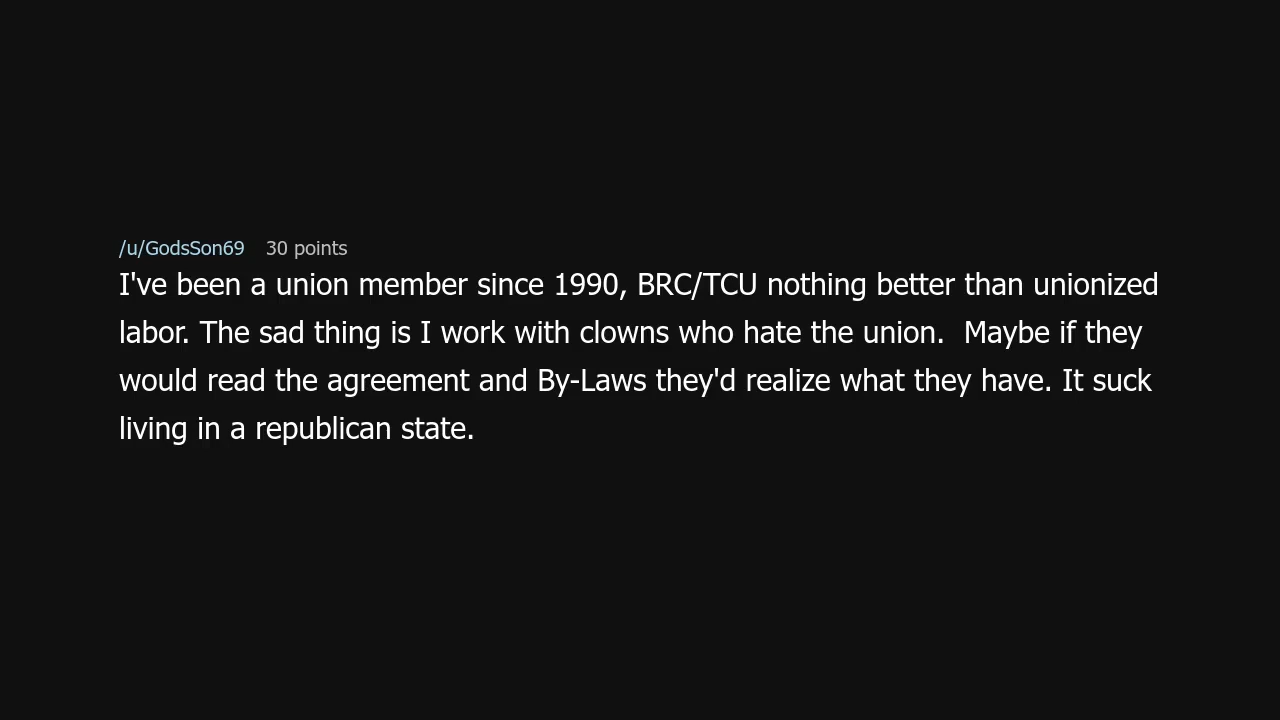 /u/GodsSon69 30 points
I've been a union member since 1990, BRC/TCU nothing better than unionized
labor. The sad thing is I work with clowns who hate the union.  Maybe if they
would read the agreement and By-Laws they'd realize what they have. It suck
living in a republican state.